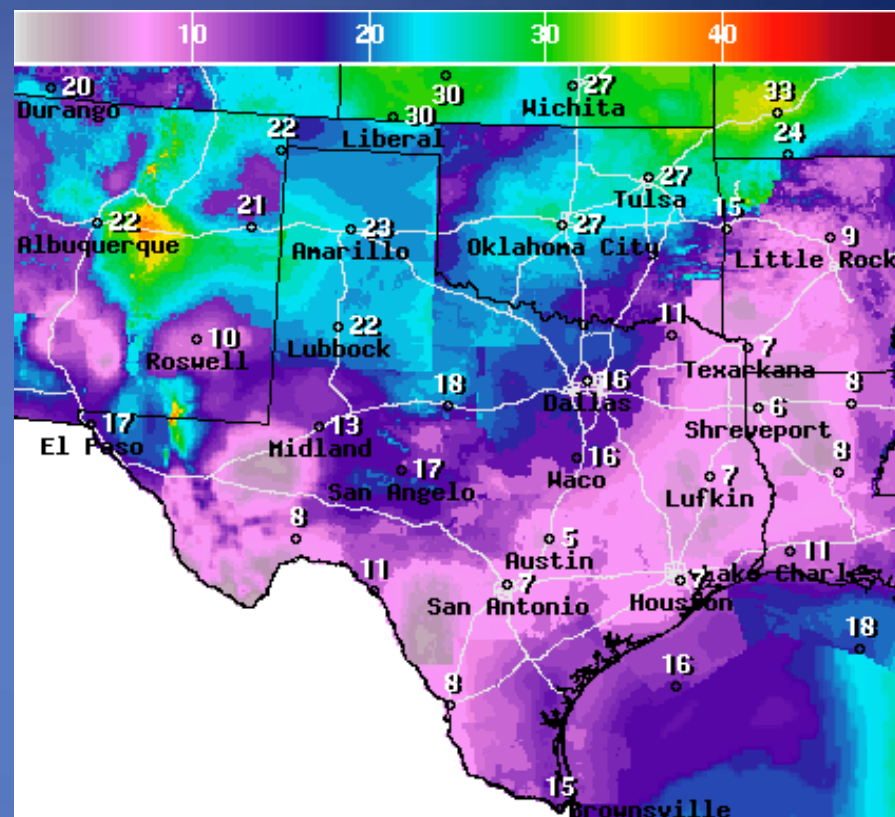 10 20 30 40
20
Durango
30
30
Liberal
27
Wichita
33
22
24
27
Tulsa
22
Albuquerque
21
23
Amarillo
27
Oklahoma City
15
9
Little Rock
10
Roswell
22
Lubbock
11
7
Texarkana
18
16
Dallas
6
Shreveport
8
17
El Paso
13
Midland
17
San Angelo
16
Waco
7
Lufkin
8
8
5
Austin
11
Lake Charl
11
7
San Antonio
7
Houston
18
8
16
15
Brownsville